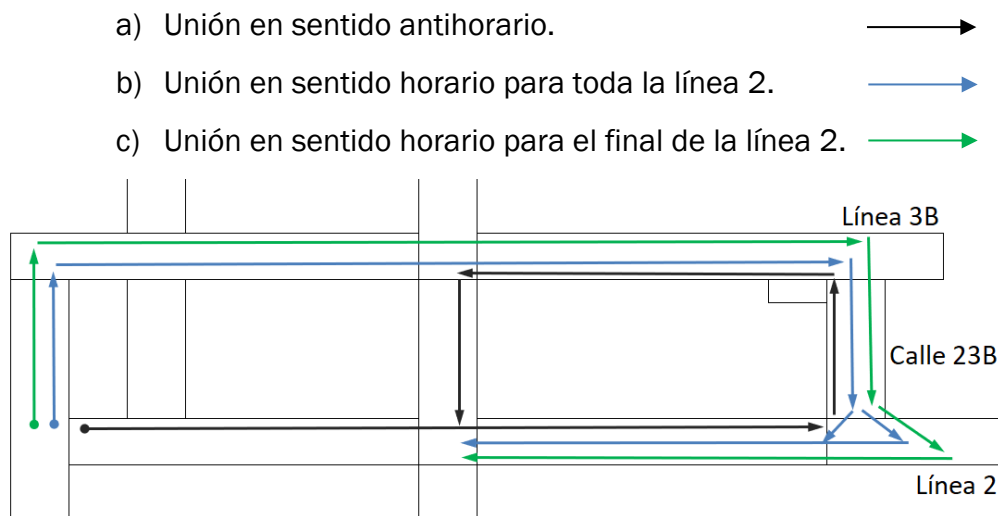 a) Unión en sentido antihorario.
b) Unión en sentido horario para toda la línea 2.
c) Unión en sentido horario para el final de la línea 2.
Línea 3B
Calle 23B
Línea 2